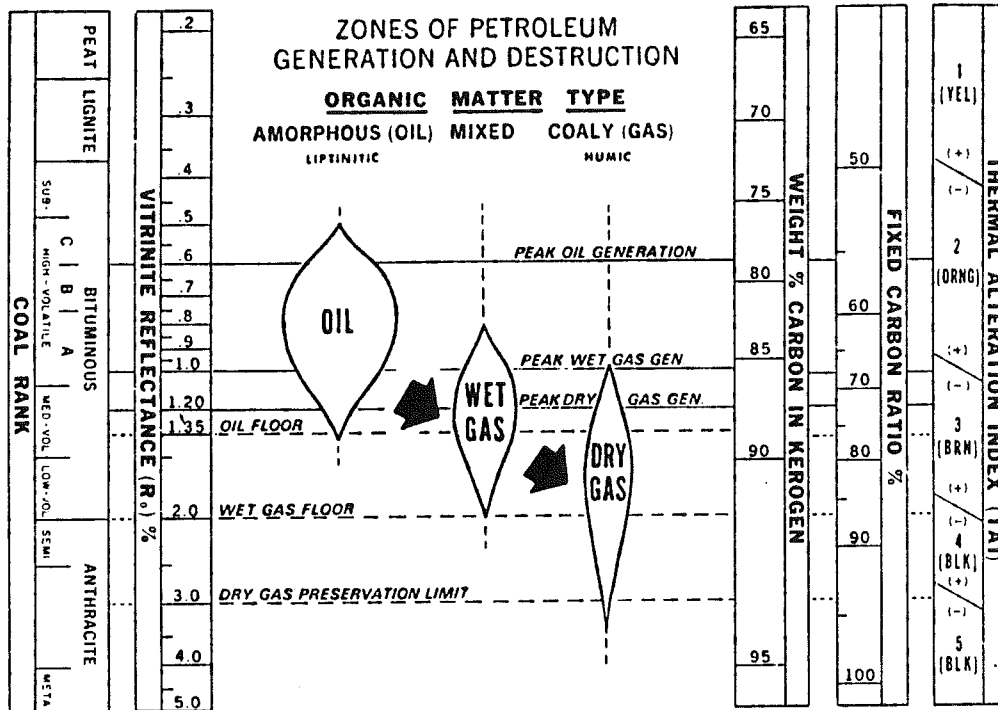 ZONES OF PETROLEUM
GENERATION AND DESTRUCTION
ORGANIC MATTER TYPE
AMORPHOUS (OIL) MIXED COALY (GAS)
LIPTINITIC HUMIC
COAL RANK
PEAT
LIGNITE
SUB-
BITUMINOUS
C
B
A
HIGH-VOLATILE
MED-VOL
LOW-VOL
SEMI
ANTHRACITE
META
VITRINITE REFLECTANCE (Ro) %
.2
.3
.4
.5
.6
.7
.8
.9
1.0
1.20
1.35
2.0
3.0
4.0
5.0
PEAK OIL GENERATION
OIL
PEAK WET GAS GEN
WET
GAS
PEAK DRY GAS GEN.
OIL FLOOR
DRY
GAS
WET GAS FLOOR
DRY GAS PRESERVATION LIMIT
WEIGHT % CARBON IN KEROGEN
65
70
75
80
85
90
95
FIXED CARBON RATIO %
50
60
70
80
90
100
THERMAL ALTERATION INDEX (TAI)
1
(YEL)
(+)
(-)
2
(ORNG)
(+)
(-)
3
(BRN)
(+)
(-)
4
(BLK)
(+)
(-)
5
(BLK)